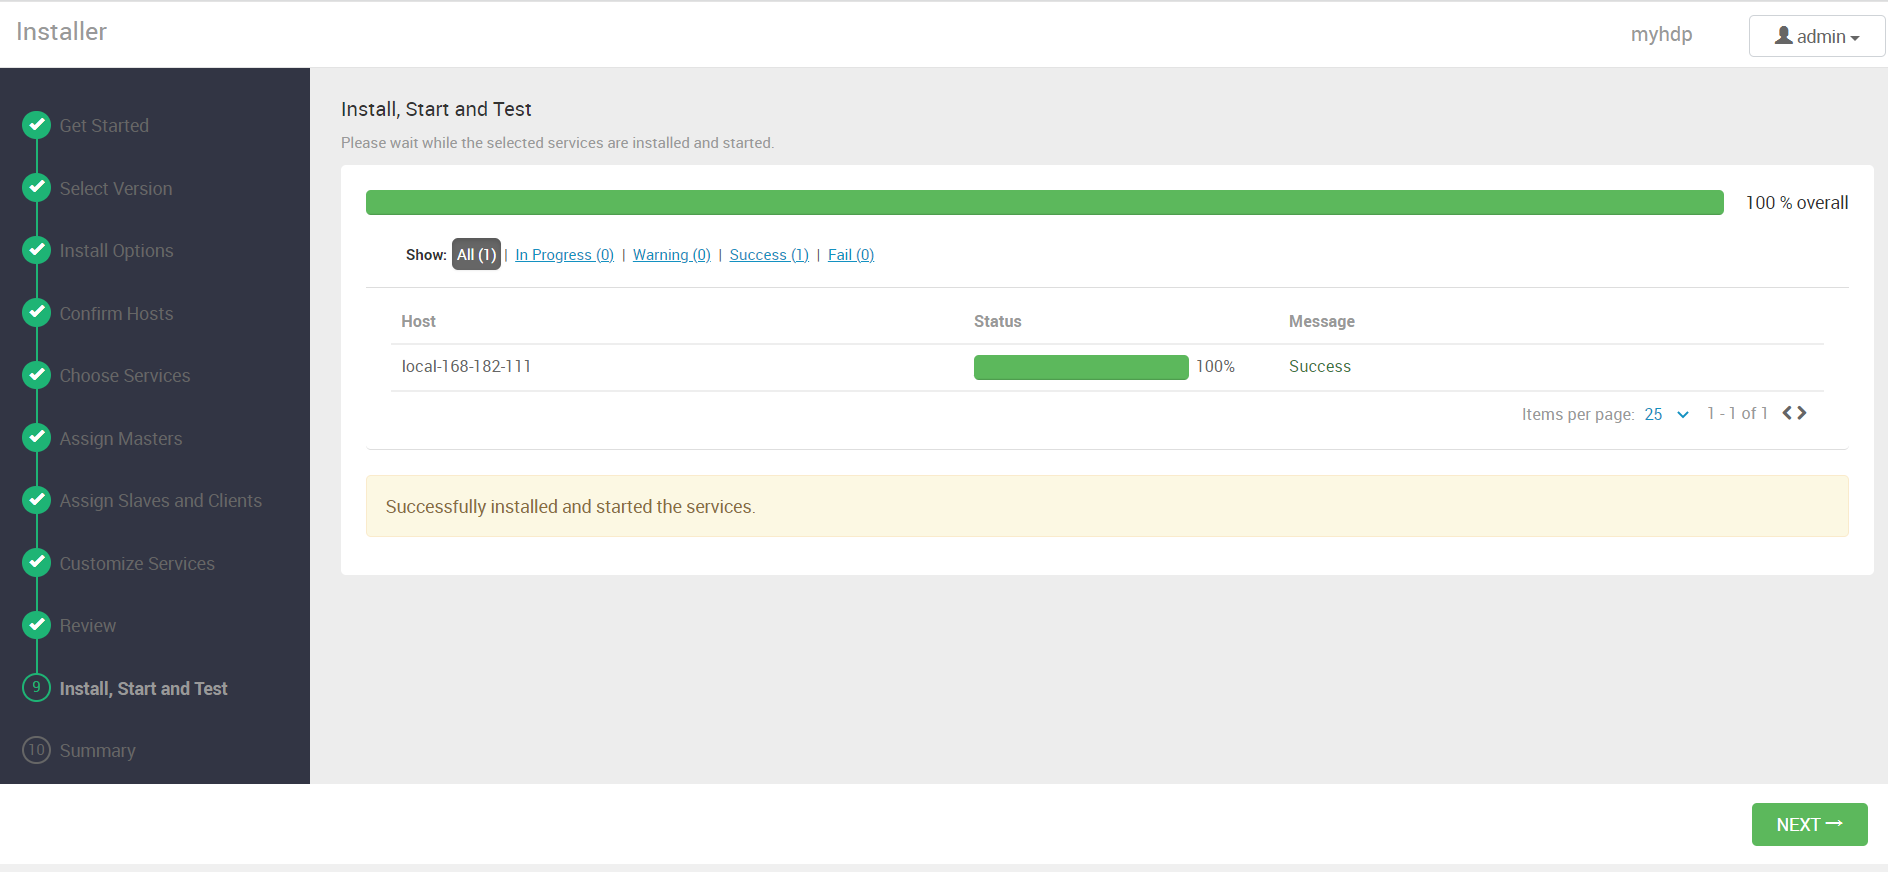 Installer
myhdp
admin
Get Started
Select Version
Install Options
Confirm Hosts
Choose Services
Assign Masters
Assign Slaves and Clients
Customize Services
Review
9 Install, Start and Test
10 Summary
Install, Start and Test
Please wait while the selected services are installed and started.
100 % overall
Show: All (1) | In Progress (0) | Warning (0) | Success (1) | Fail (0)
Host Status Message
local-168-182-111 100% Success
Items per page: 25 1 - 1 of 1
Successfully installed and started the services.
NEXT →